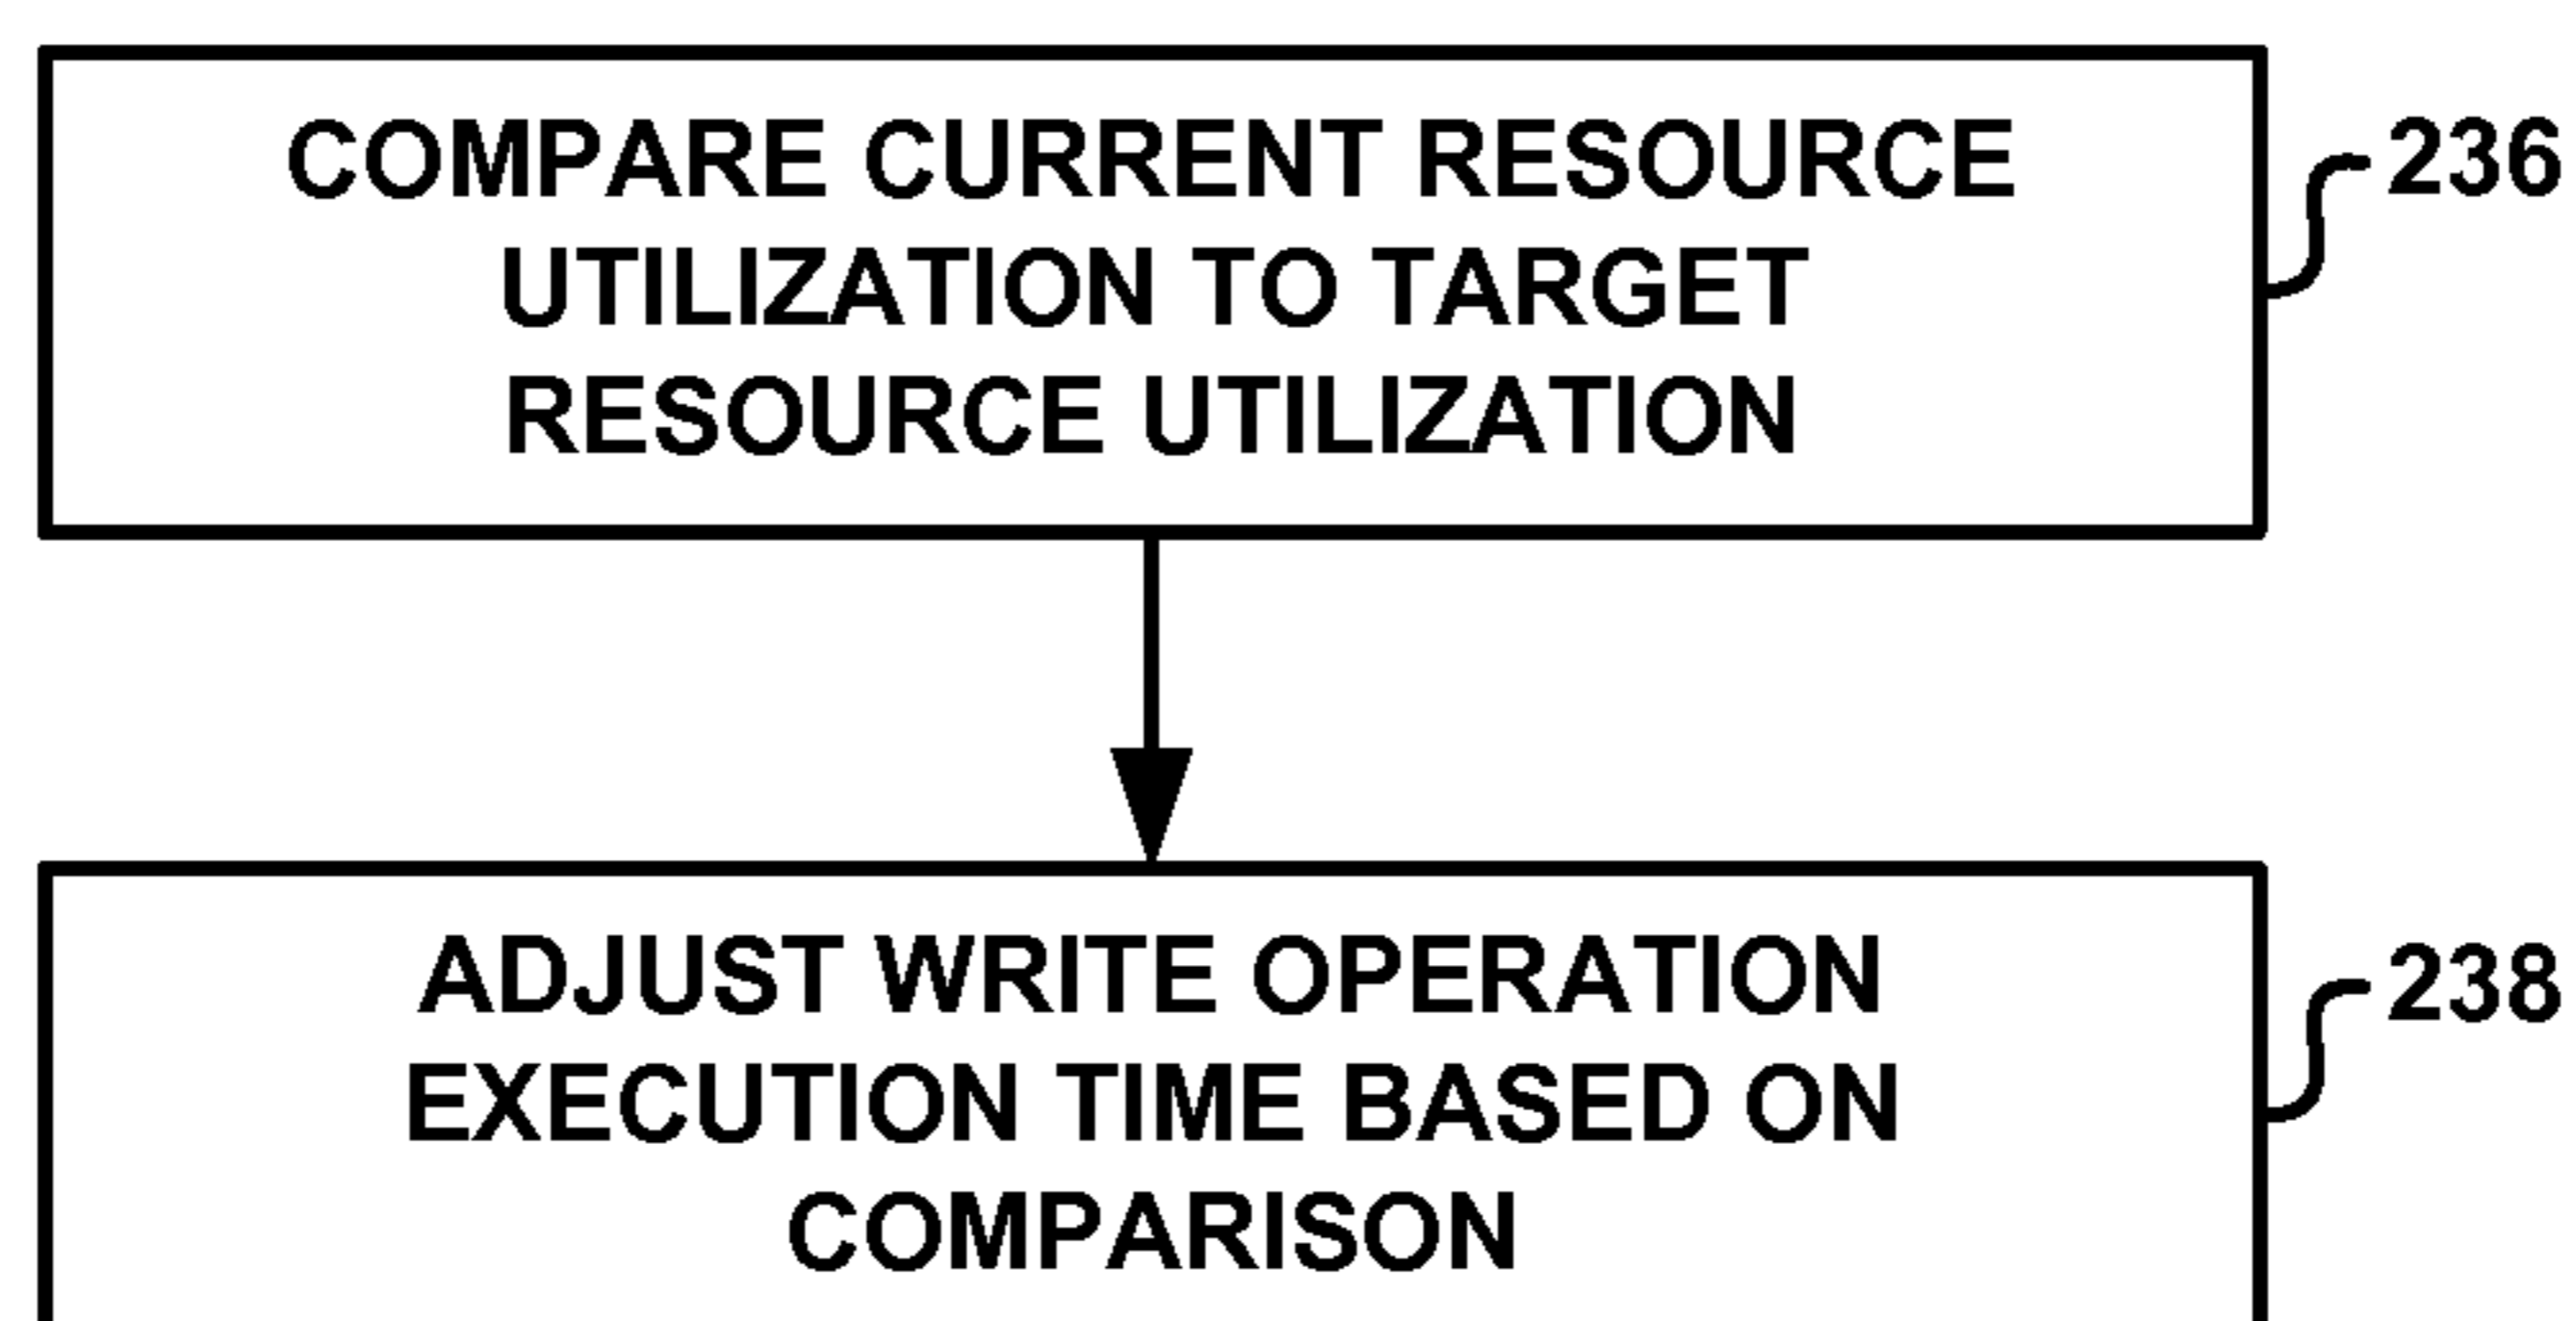 COMPARE CURRENT RESOURCE
UTILIZATION TO TARGET
RESOURCE UTILIZATION
236
ADJUST WRITE OPERATION
EXECUTION TIME BASED ON
COMPARISON
238